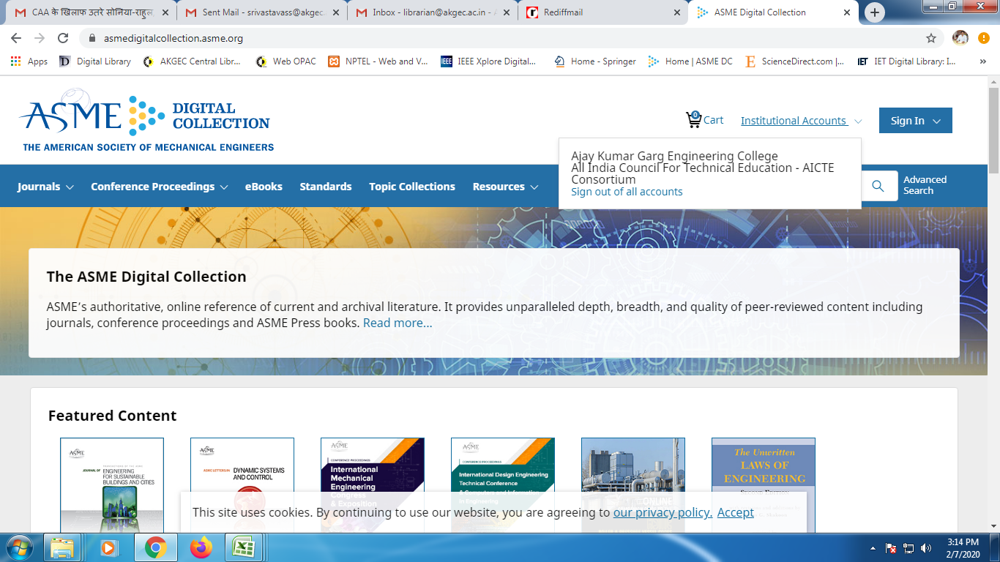 CAA के खिलाफ उतरे सोनिया-राहुल,
Sent Mail - srivastavass@akgec.
Inbox - librarian@akgec.ac.in - A
Rediffmail
ASME Digital Collection
asmedigitalcollection.asme.org
Apps
Digital Library
AKGEC Central Libr...
Web OPAC
NPTEL - Web and V...
IEEE
IEEE Xplore Digital...
Home - Springer
Home | ASME DC
ScienceDirect.com |...
IET
IET Digital Library: I...
ASME
DIGITAL
COLLECTION
THE AMERICAN SOCIETY OF MECHANICAL ENGINEERS
0
Cart
Institutional Accounts
Sign In
Ajay Kumar Garg Engineering College
All India Council For Technical Education - AICTE
Consortium
Sign out of all accounts
Journals
Conference Proceedings
eBooks
Standards
Topic Collections
Resources
Advanced
Search
The ASME Digital Collection
ASME's authoritative, online reference of current and archival literature. It provides unparalleled depth, breadth, and quality of peer-reviewed content including
journals, conference proceedings and ASME Press books. Read more...
Featured Content
ASME
JOURNAL OF
ENGINEERING
FOR SUSTAINABLE
BUILDINGS AND CITIES
ASME
ASME LETTERS IN
DYNAMIC SYSTEMS
AND CONTROL
ASME
CONFERENCE PROCEEDINGS
International
Mechanical
Engineering
Congress
& Exposition
ASME
CONFERENCE PROCEEDINGS
International Design Engineering
Technical Conference
& Computers and Information
in Engineering
ONLINE
The Unwritten
LAWS OF
ENGINEERING
SECOND EDITION
This site uses cookies. By continuing to use our website, you are agreeing to our privacy policy. Accept
3:14 PM
2/7/2020